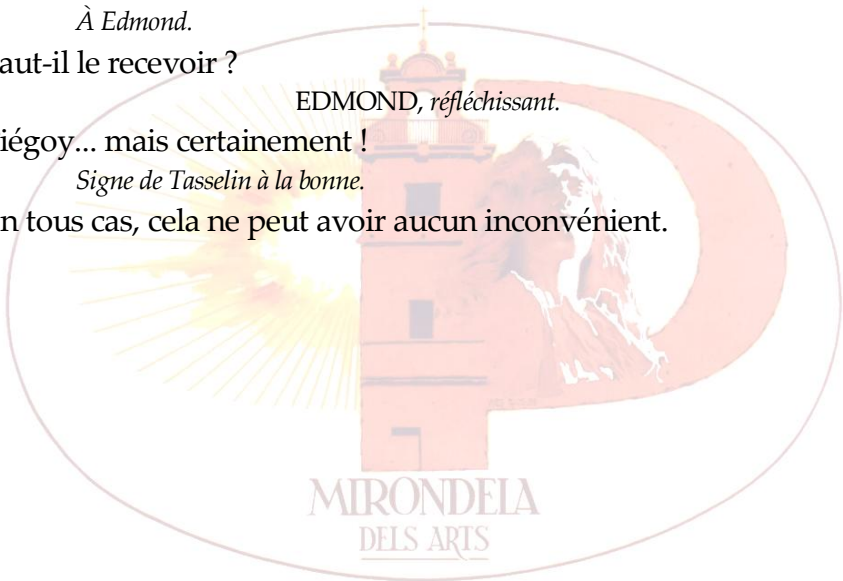 À Edmond.
aut-il le recevoir ?
EDMOND, réfléchissant.
iégoy... mais certainement !
Signe de Tasselin à la bonne.
n tous cas, cela ne peut avoir aucun inconvénient.
MIRONDELA
DELS ARTS